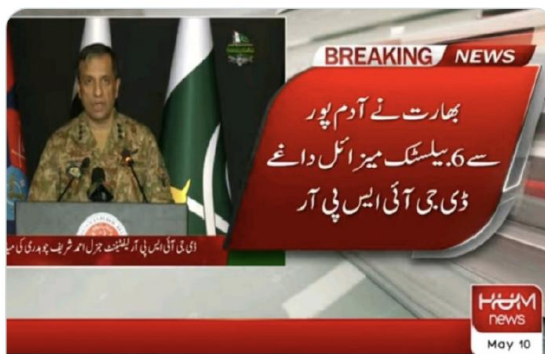 BREAKING NEWS
بھارت نے آدم پور
سے 6 بیلسٹک میزائل داغے
ڈی جی آئی ایس پی آر
ڈی جی آئی ایس پی آر لیفٹیننٹ جنرل احمد شریف چوہدری کی
HUM
news
May 10